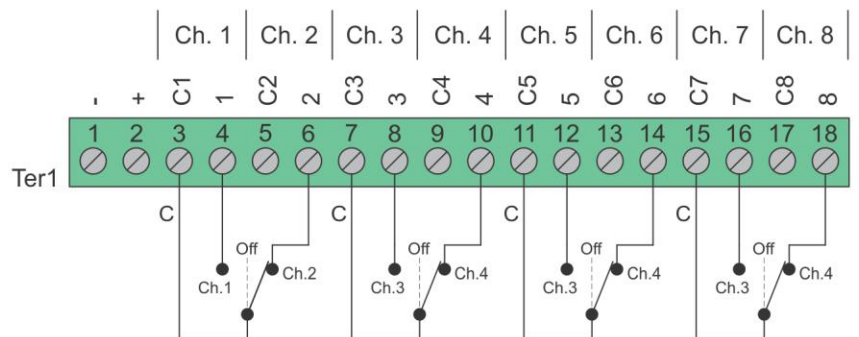 Ch. 1 Ch. 2 Ch. 3 Ch. 4 Ch. 5 Ch. 6 Ch. 7 Ch. 8
- + C1 1 C2 2 C3 3 C4 4 C5 5 C6 6 C7 7 C8 8
1 2 3 4 5 6 7 8 9 10 11 12 13 14 15 16 17 18
Ter1
C C C C
Off Off Off Off
Ch.1 Ch.2 Ch.3 Ch.4 Ch.3 Ch.4 Ch.3 Ch.4